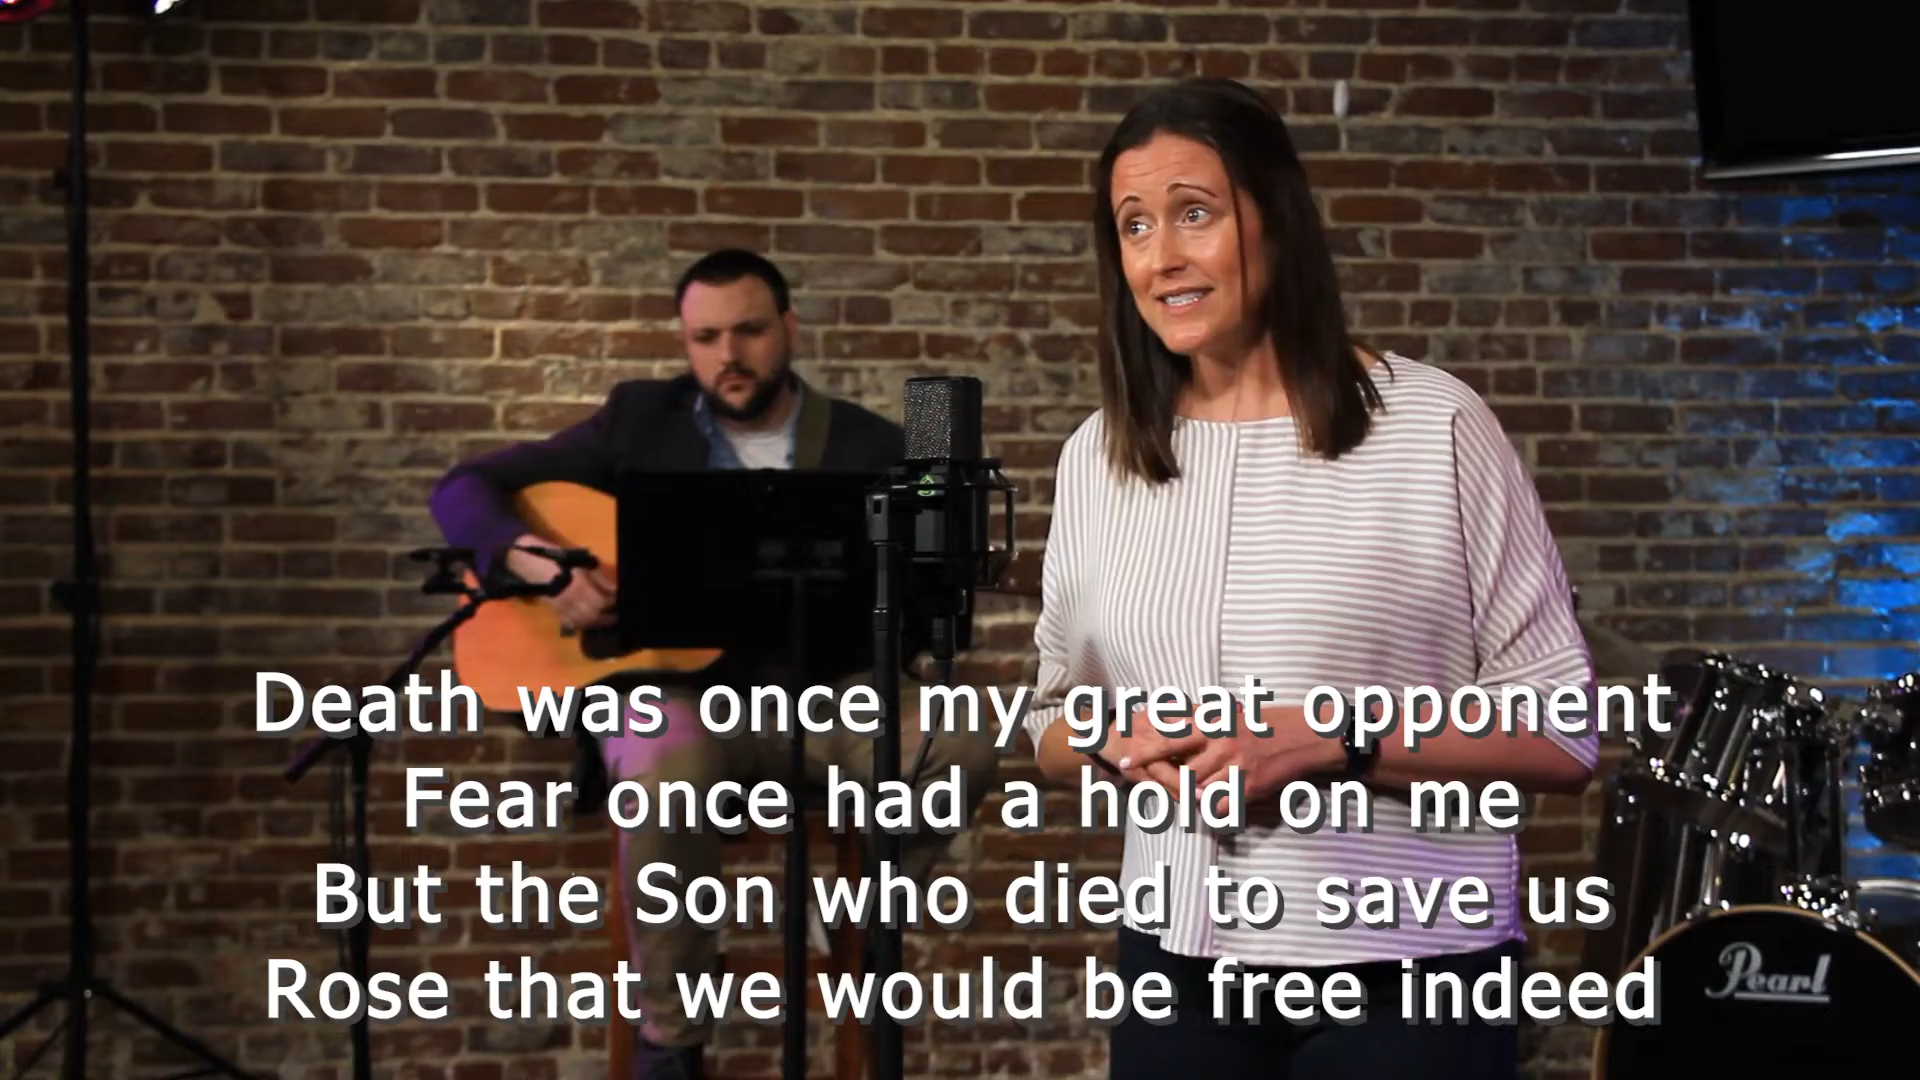 Death was once my great opponent
Fear once had a hold on me
But the Son who died to save us
Rose that we would be free indeed
Pearl